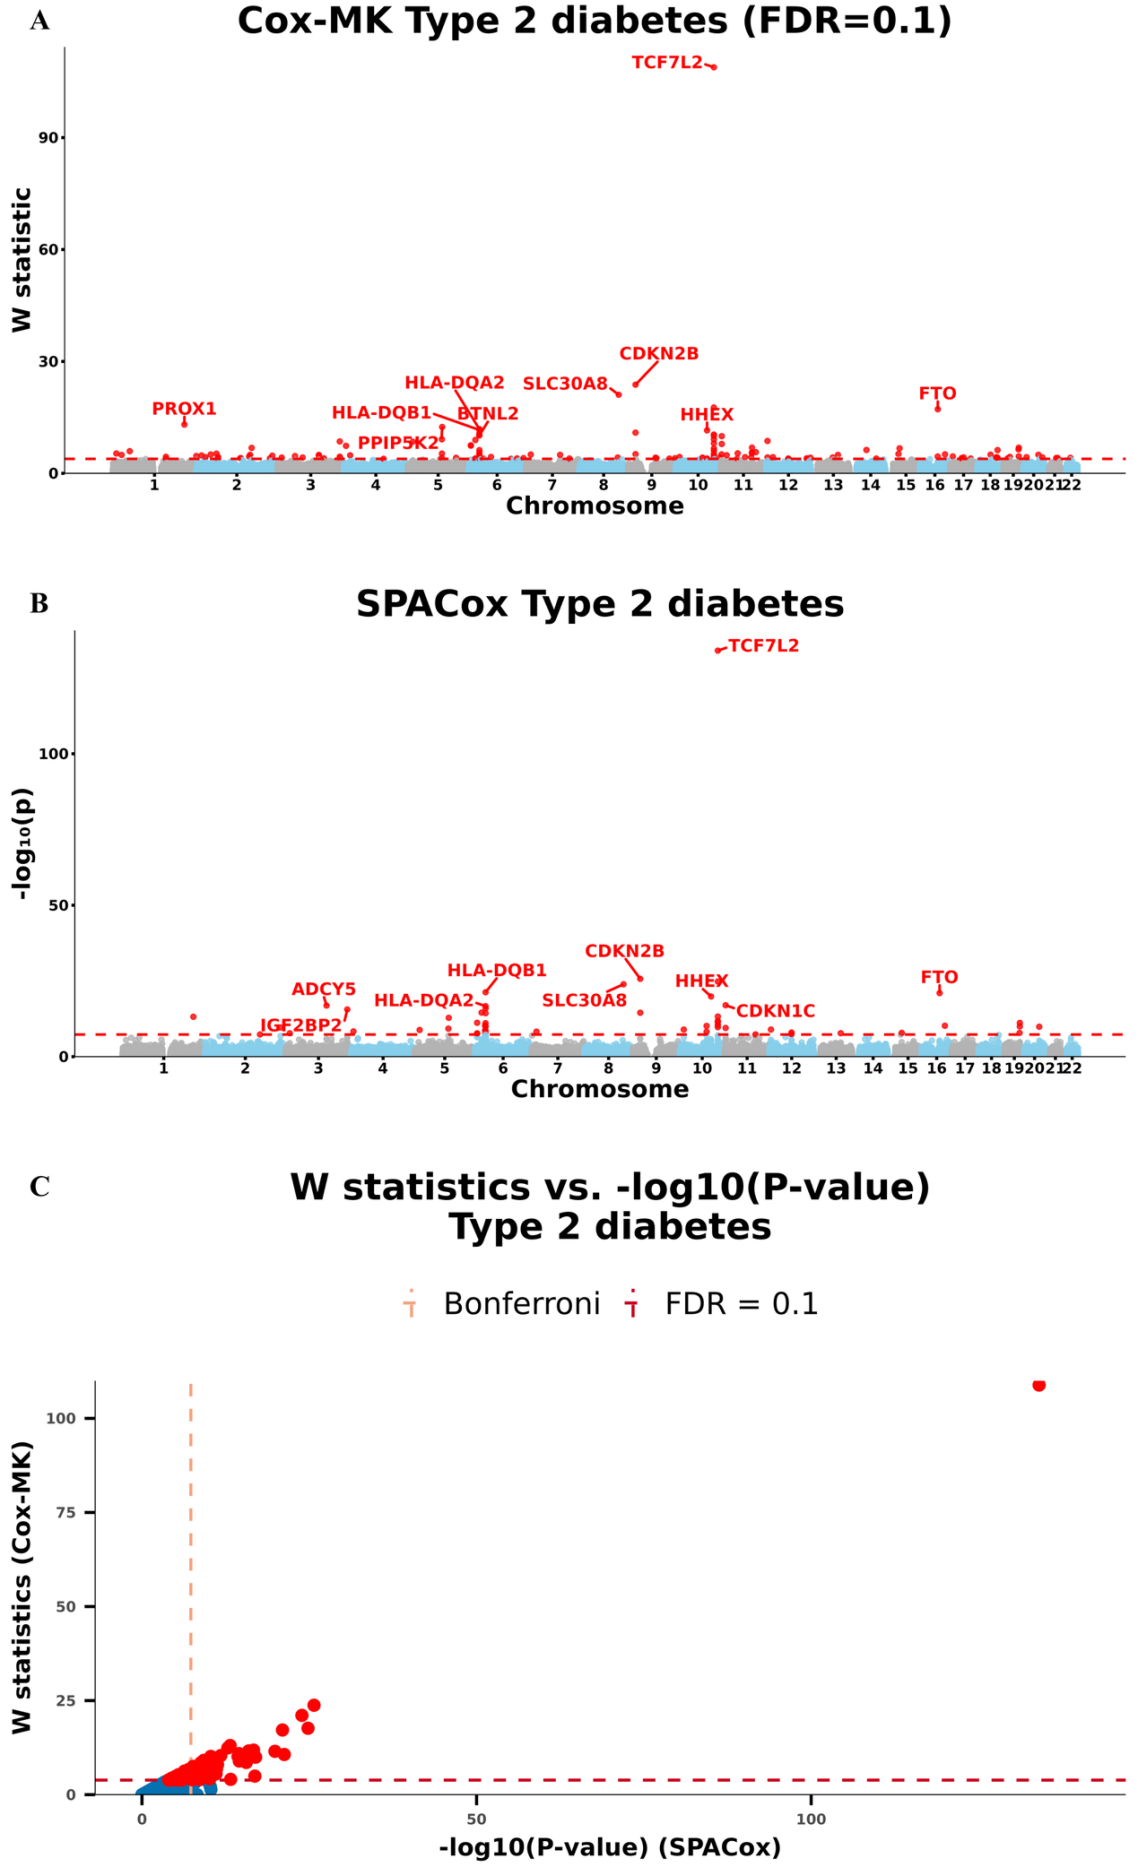 A
Cox-MK Type 2 diabetes (FDR=0.1)
TCF7L2
90
W statistic
60
30
0
CDKN2B
HLA-DQA2
SLC30A8
FTO
PROX1
HLA-DQB1
BTNL2
HHEX
PPIP5K2
1 2 3 4 5 6 7 8 9 10 11 12 13 14 15 16 17 18 19 20 21 22
Chromosome
B
SPACox Type 2 diabetes
TCF7L2
100
-log₁₀(p)
50
0
CDKN2B
HLA-DQB1
FTO
HHEX
ADCY5
HLA-DQA2
SLC30A8
CDKN1C
IGF2BP2
1 2 3 4 5 6 7 8 9 10 11 12 13 14 15 16 17 18 19 20 21 22
Chromosome
C
W statistics vs. -log10(P-value)
Type 2 diabetes
Bonferroni FDR = 0.1
100
75
W statistics (Cox-MK)
50
25
0
0 50 100
-log10(P-value) (SPACox)